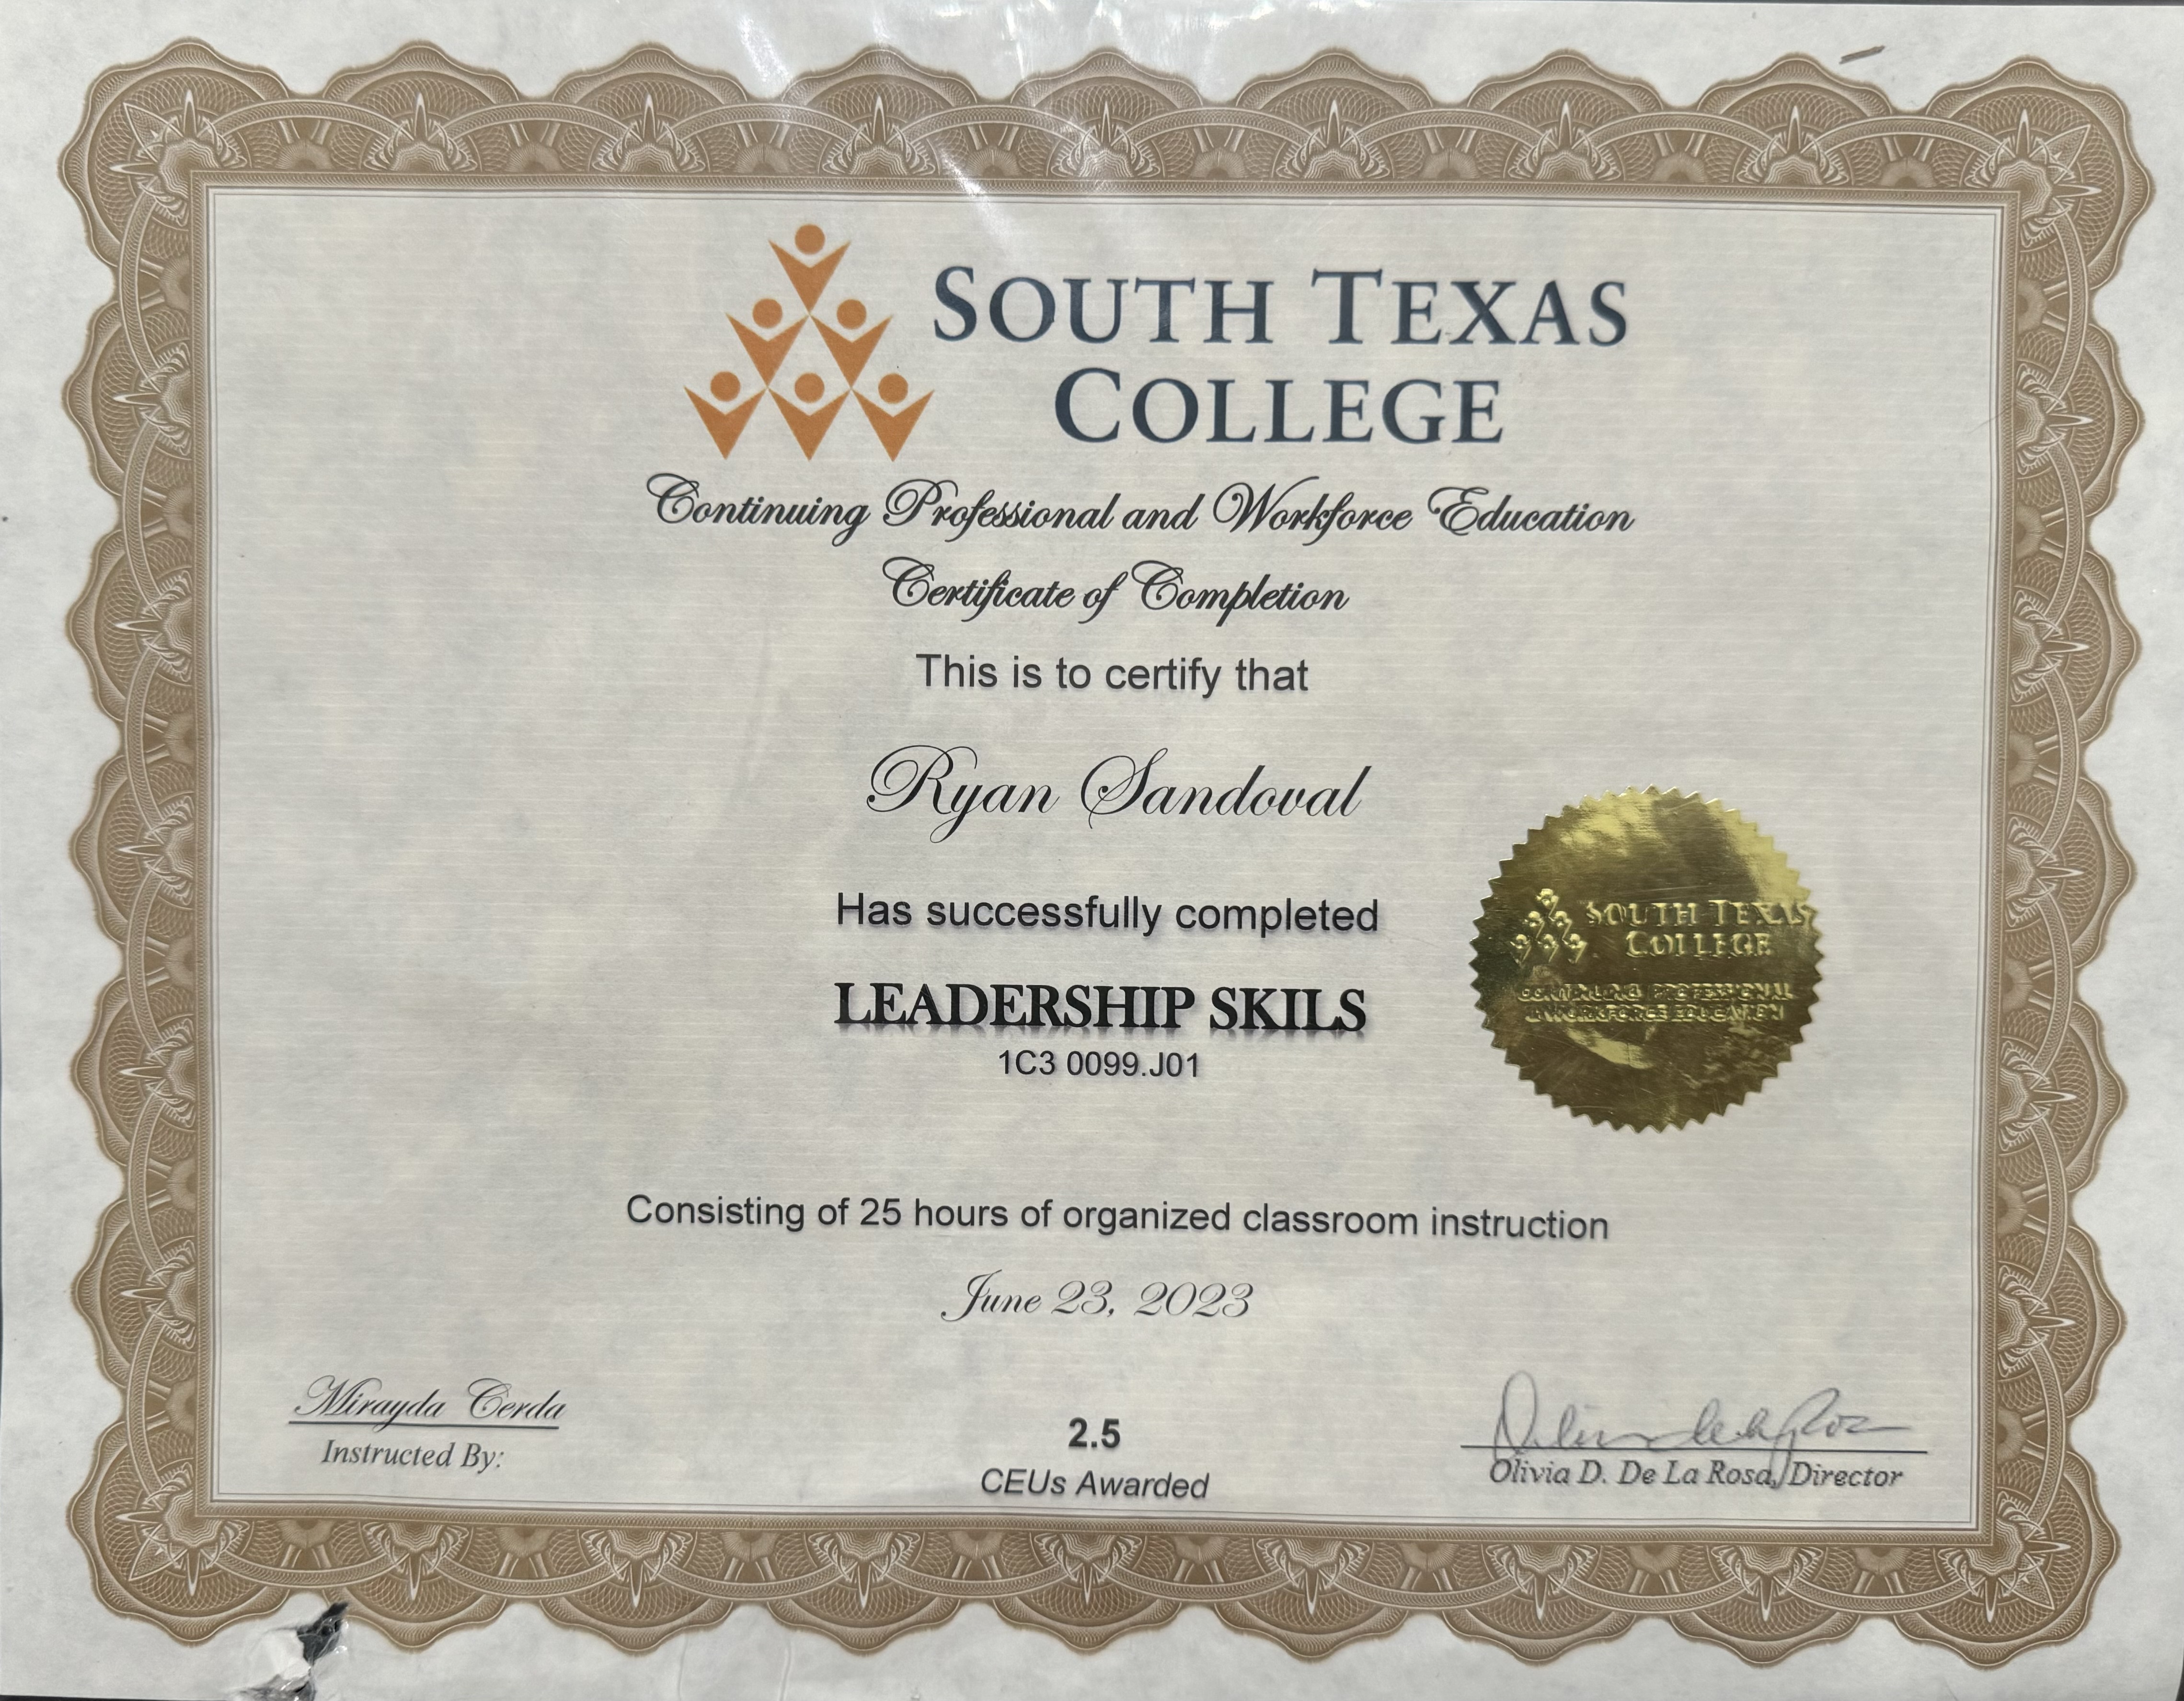 SOUTH TEXAS
COLLEGE
Continuing Professional and Workforce Education
Certificate of Completion
This is to certify that
Ryan Sandoval
Has successfully completed
SOUTH TEXAS
COLLEGE
CONTINUING PROFESSIONAL
& WORKFORCE EDUCATION
LEADERSHIP SKILS
1C3 0099.J01
Consisting of 25 hours of organized classroom instruction
June 23, 2023
Mirayda Cerda
Instructed By:
2.5
CEUs Awarded
Olivia D. De La Rosa, Director